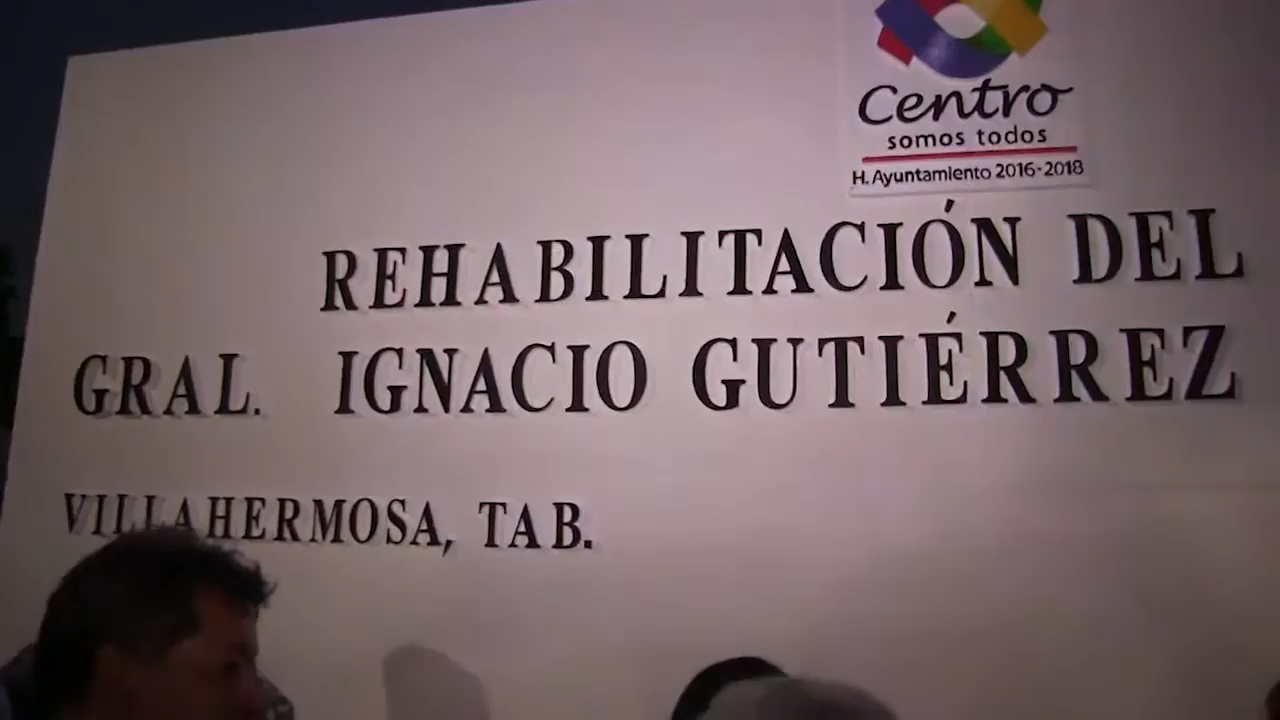 Centro
somos todos
H. Ayuntamiento 2016-2018
REHABILITACIÓN DEL
GRAL. IGNACIO GUTIÉRREZ
VILLAHERMOSA, TAB.